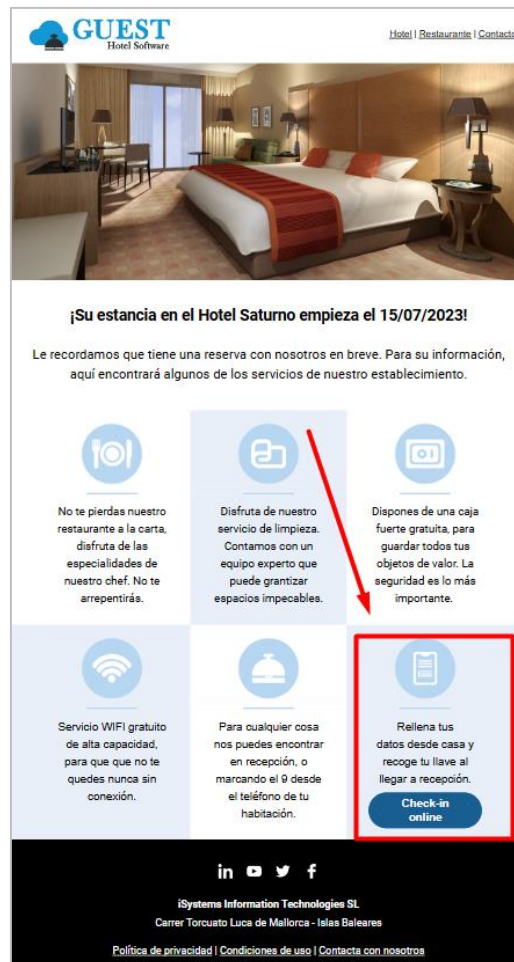 GUEST
Hotel Software
Hotel | Restaurante | Contacto
¡Su estancia en el Hotel Saturno empieza el 15/07/2023!
Le recordamos que tiene una reserva con nosotros en breve. Para su información,
aquí encontrará algunos de los servicios de nuestro establecimiento.
No te pierdas nuestro
restaurante a la carta,
disfruta de las
especialidades de
nuestro chef. No te
arrepentirás.
Disfruta de nuestro
servicio de limpieza.
Contamos con un
equipo experto que
puede grantizar
espacios impecables.
Dispones de una caja
fuerte gratuita, para
guardar todos tus
objetos de valor. La
seguridad es lo más
importante.
Servicio WIFI gratuito
de alta capacidad,
para que que no te
quedes nunca sin
conexión.
Para cualquier cosa
nos puedes encontrar
en recepción, o
marcando el 9 desde
el teléfono de tu
habitación.
Rellena tus
datos desde casa y
recoge tu llave al
llegar a recepción.
Check-in
online
iSystems Information Technologies SL
Carrer Torcuato Luca de Mallorca - Islas Baleares
Política de privacidad | Condiciones de uso | Contacta con nosotros